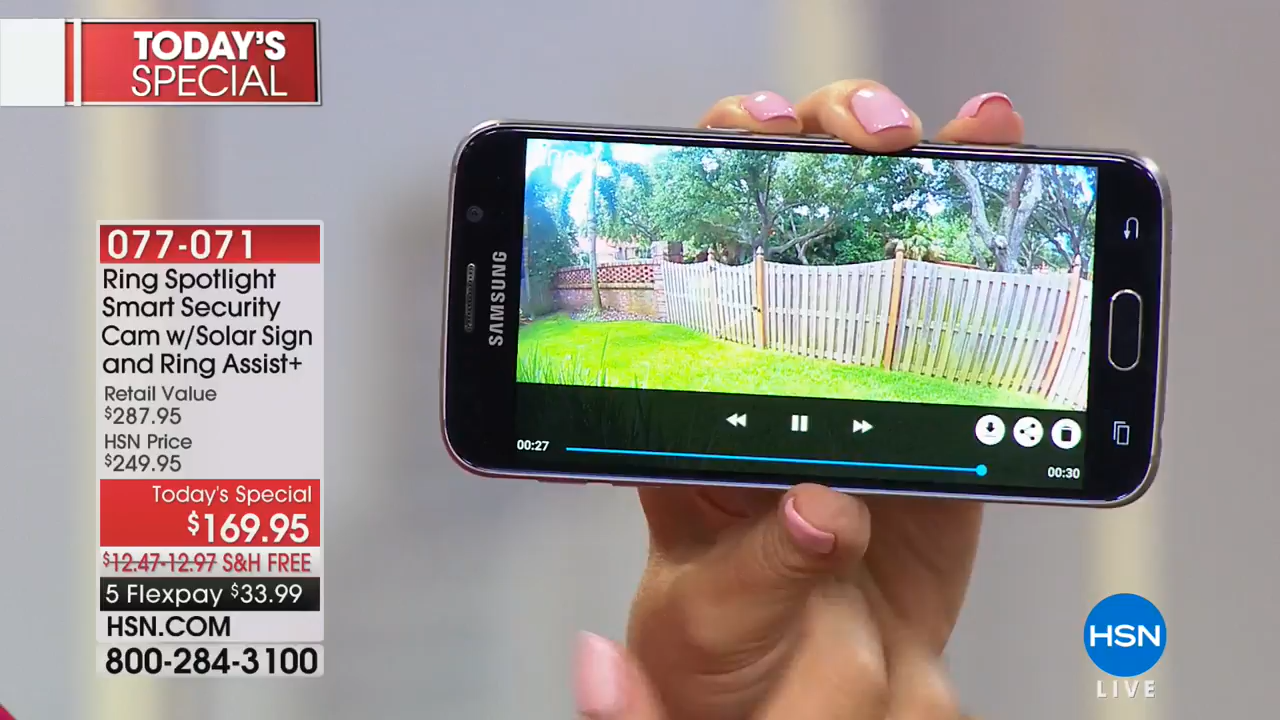 TODAY'S
SPECIAL
077-071
Ring Spotlight
Smart Security
Cam w/Solar Sign
and Ring Assist+
Retail Value
$287.95
HSN Price
$249.95
Today's Special
$169.95
$12.47-12.97 S&H FREE
5 Flexpay $33.99
HSN.COM
800-284-3100
SAMSUNG
00:27
00:30
HSN
LIVE